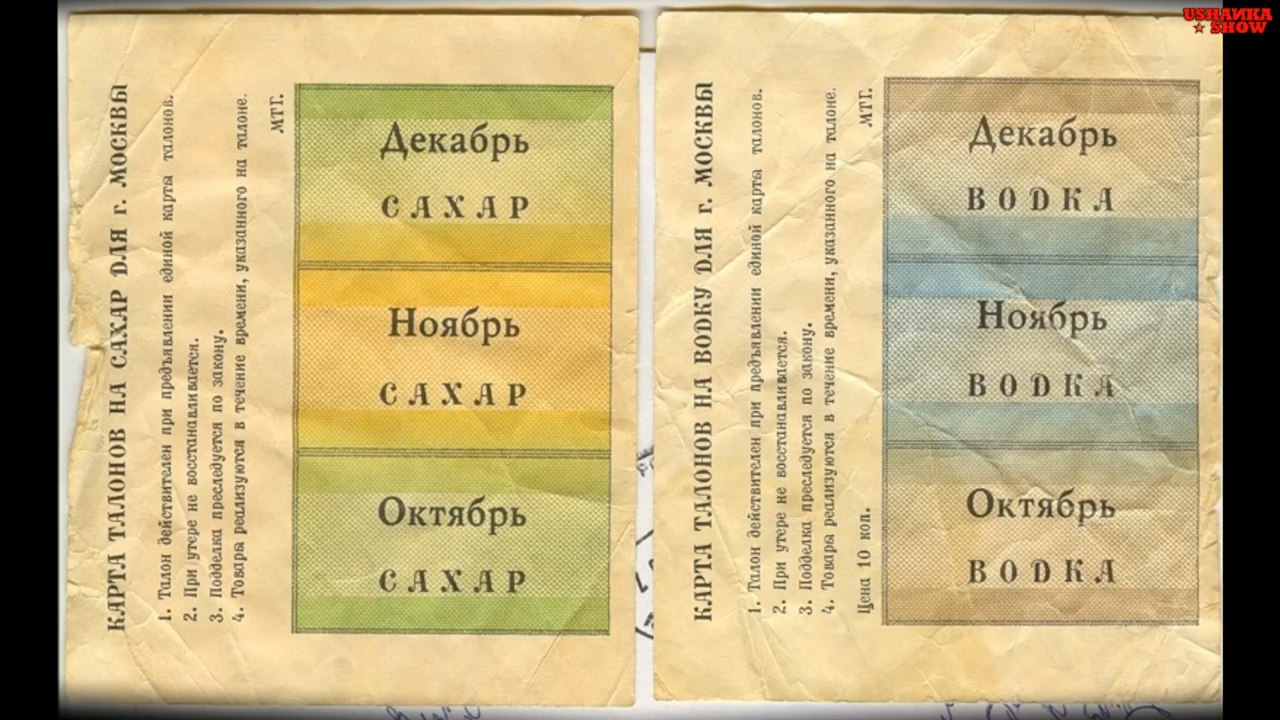 USHANKA
SHOW
КАРТА ТАЛОНОВ НА САХАР ДЛЯ г. МОСКВЫ
1. Талон действителен при предъявлении единой карты талонов.
2. При утере не восстанавливается.
3. Подделка преследуется по закону.
4. Товары реализуются в течение времени, указанного на талоне.
МТГ.
Декабрь
САХАР
Ноябрь
САХАР
Октябрь
САХАР
КАРТА ТАЛОНОВ НА ВОДКУ ДЛЯ г. МОСКВЫ
1. Талон действителен при предъявлении единой карты талонов.
2. При утере не восстанавливается.
3. Подделка преследуется по закону.
4. Товары реализуются в течение времени, указанного на талоне.
Цена 10 коп. МТГ.
Декабрь
ВОДКА
Ноябрь
ВОДКА
Октябрь
ВОДКА